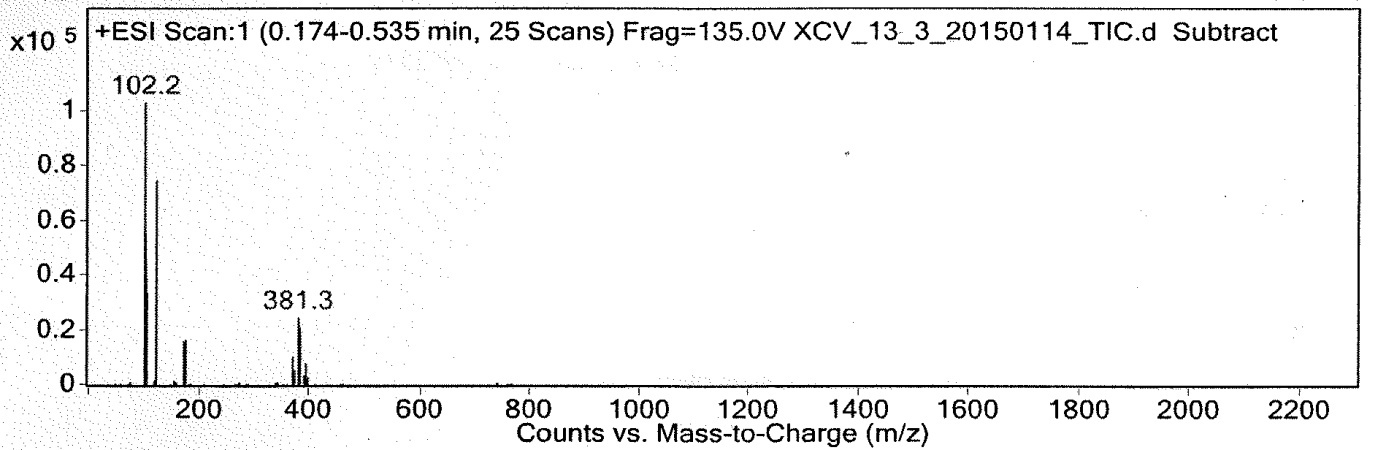 x10 5
+ESI Scan:1 (0.174-0.535 min, 25 Scans) Frag=135.0V XCV_13_3_20150114_TIC.d Subtract
102.2
1
0.8
0.6
0.4
381.3
0.2
0
200 400 600 800 1000 1200 1400 1600 1800 2000 2200
Counts vs. Mass-to-Charge (m/z)